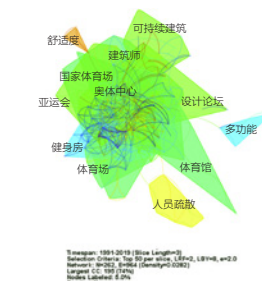 可持续建筑
舒适度
建筑师
国家体育场
奥体中心
亚运会
设计论坛
多功能
健身房
体育场
体育馆
人员疏散
Timespan: 1991-2019 (Slice Length=3)
Selection Criteria: Top 50 per slice, LRF=2, LBY=8, e=2.0
Network: N=262, E=964 (Density=0.0282)
Largest CC: 195 (74%)
Nodes Labeled: 5.0%